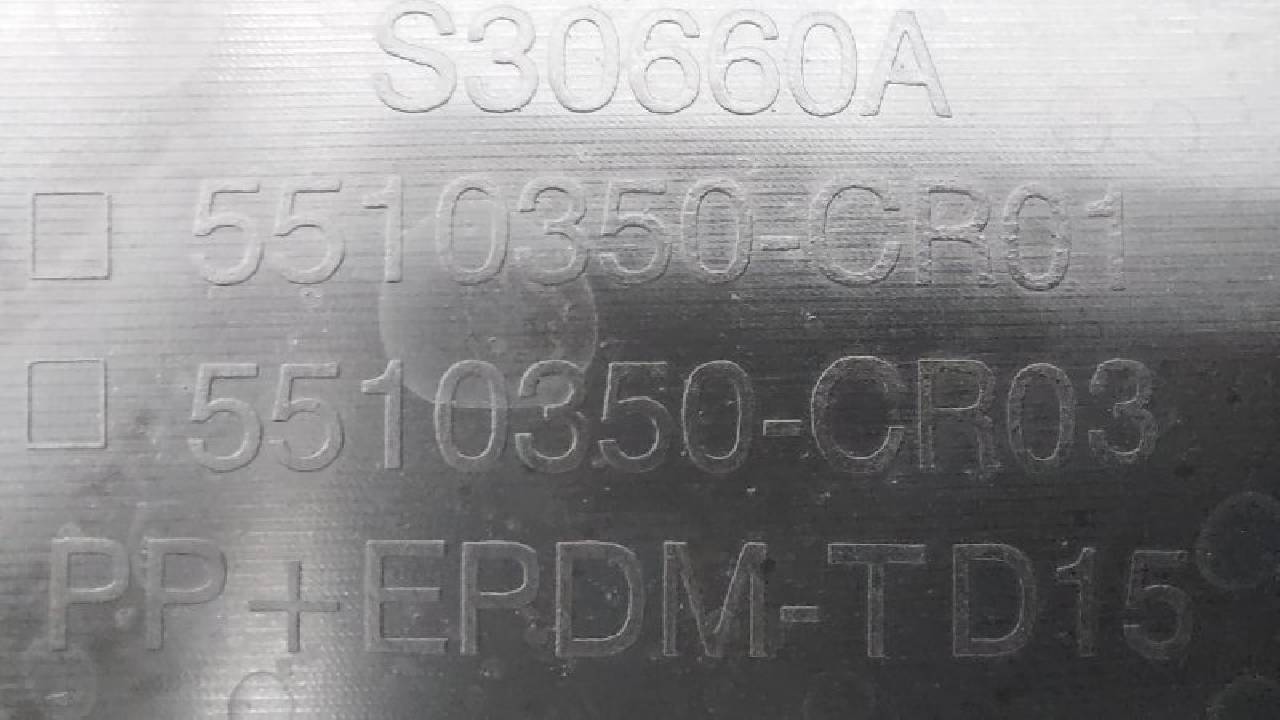 S30660A
□ 5510350-CR01
□ 5510350-CR03
PP+EPDM-TD15